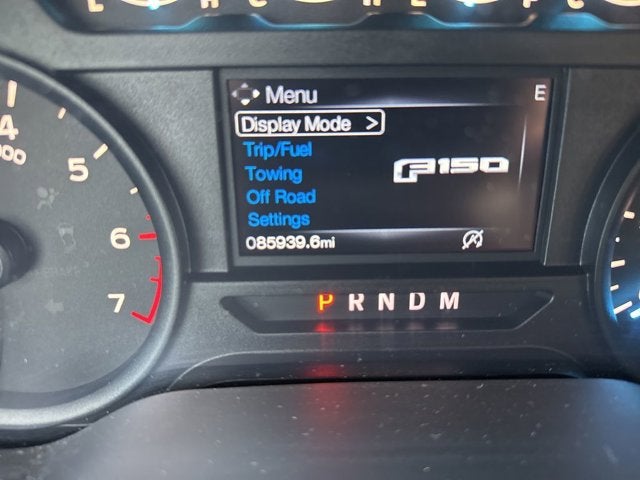 E H C H E F C
Menu E
Display Mode >
Trip/Fuel
Towing
Off Road
Settings
F150
085939.6mi
P R N D M
4
5
6
7